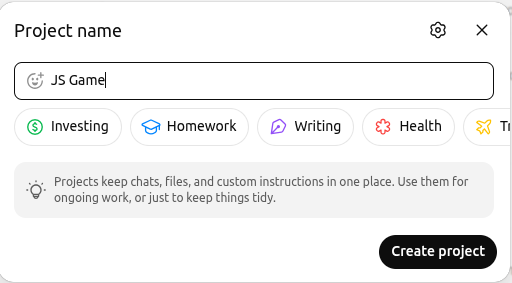 Project name
JS Game
Investing
Homework
Writing
Health
Projects keep chats, files, and custom instructions in one place. Use them for
ongoing work, or just to keep things tidy.
Create project